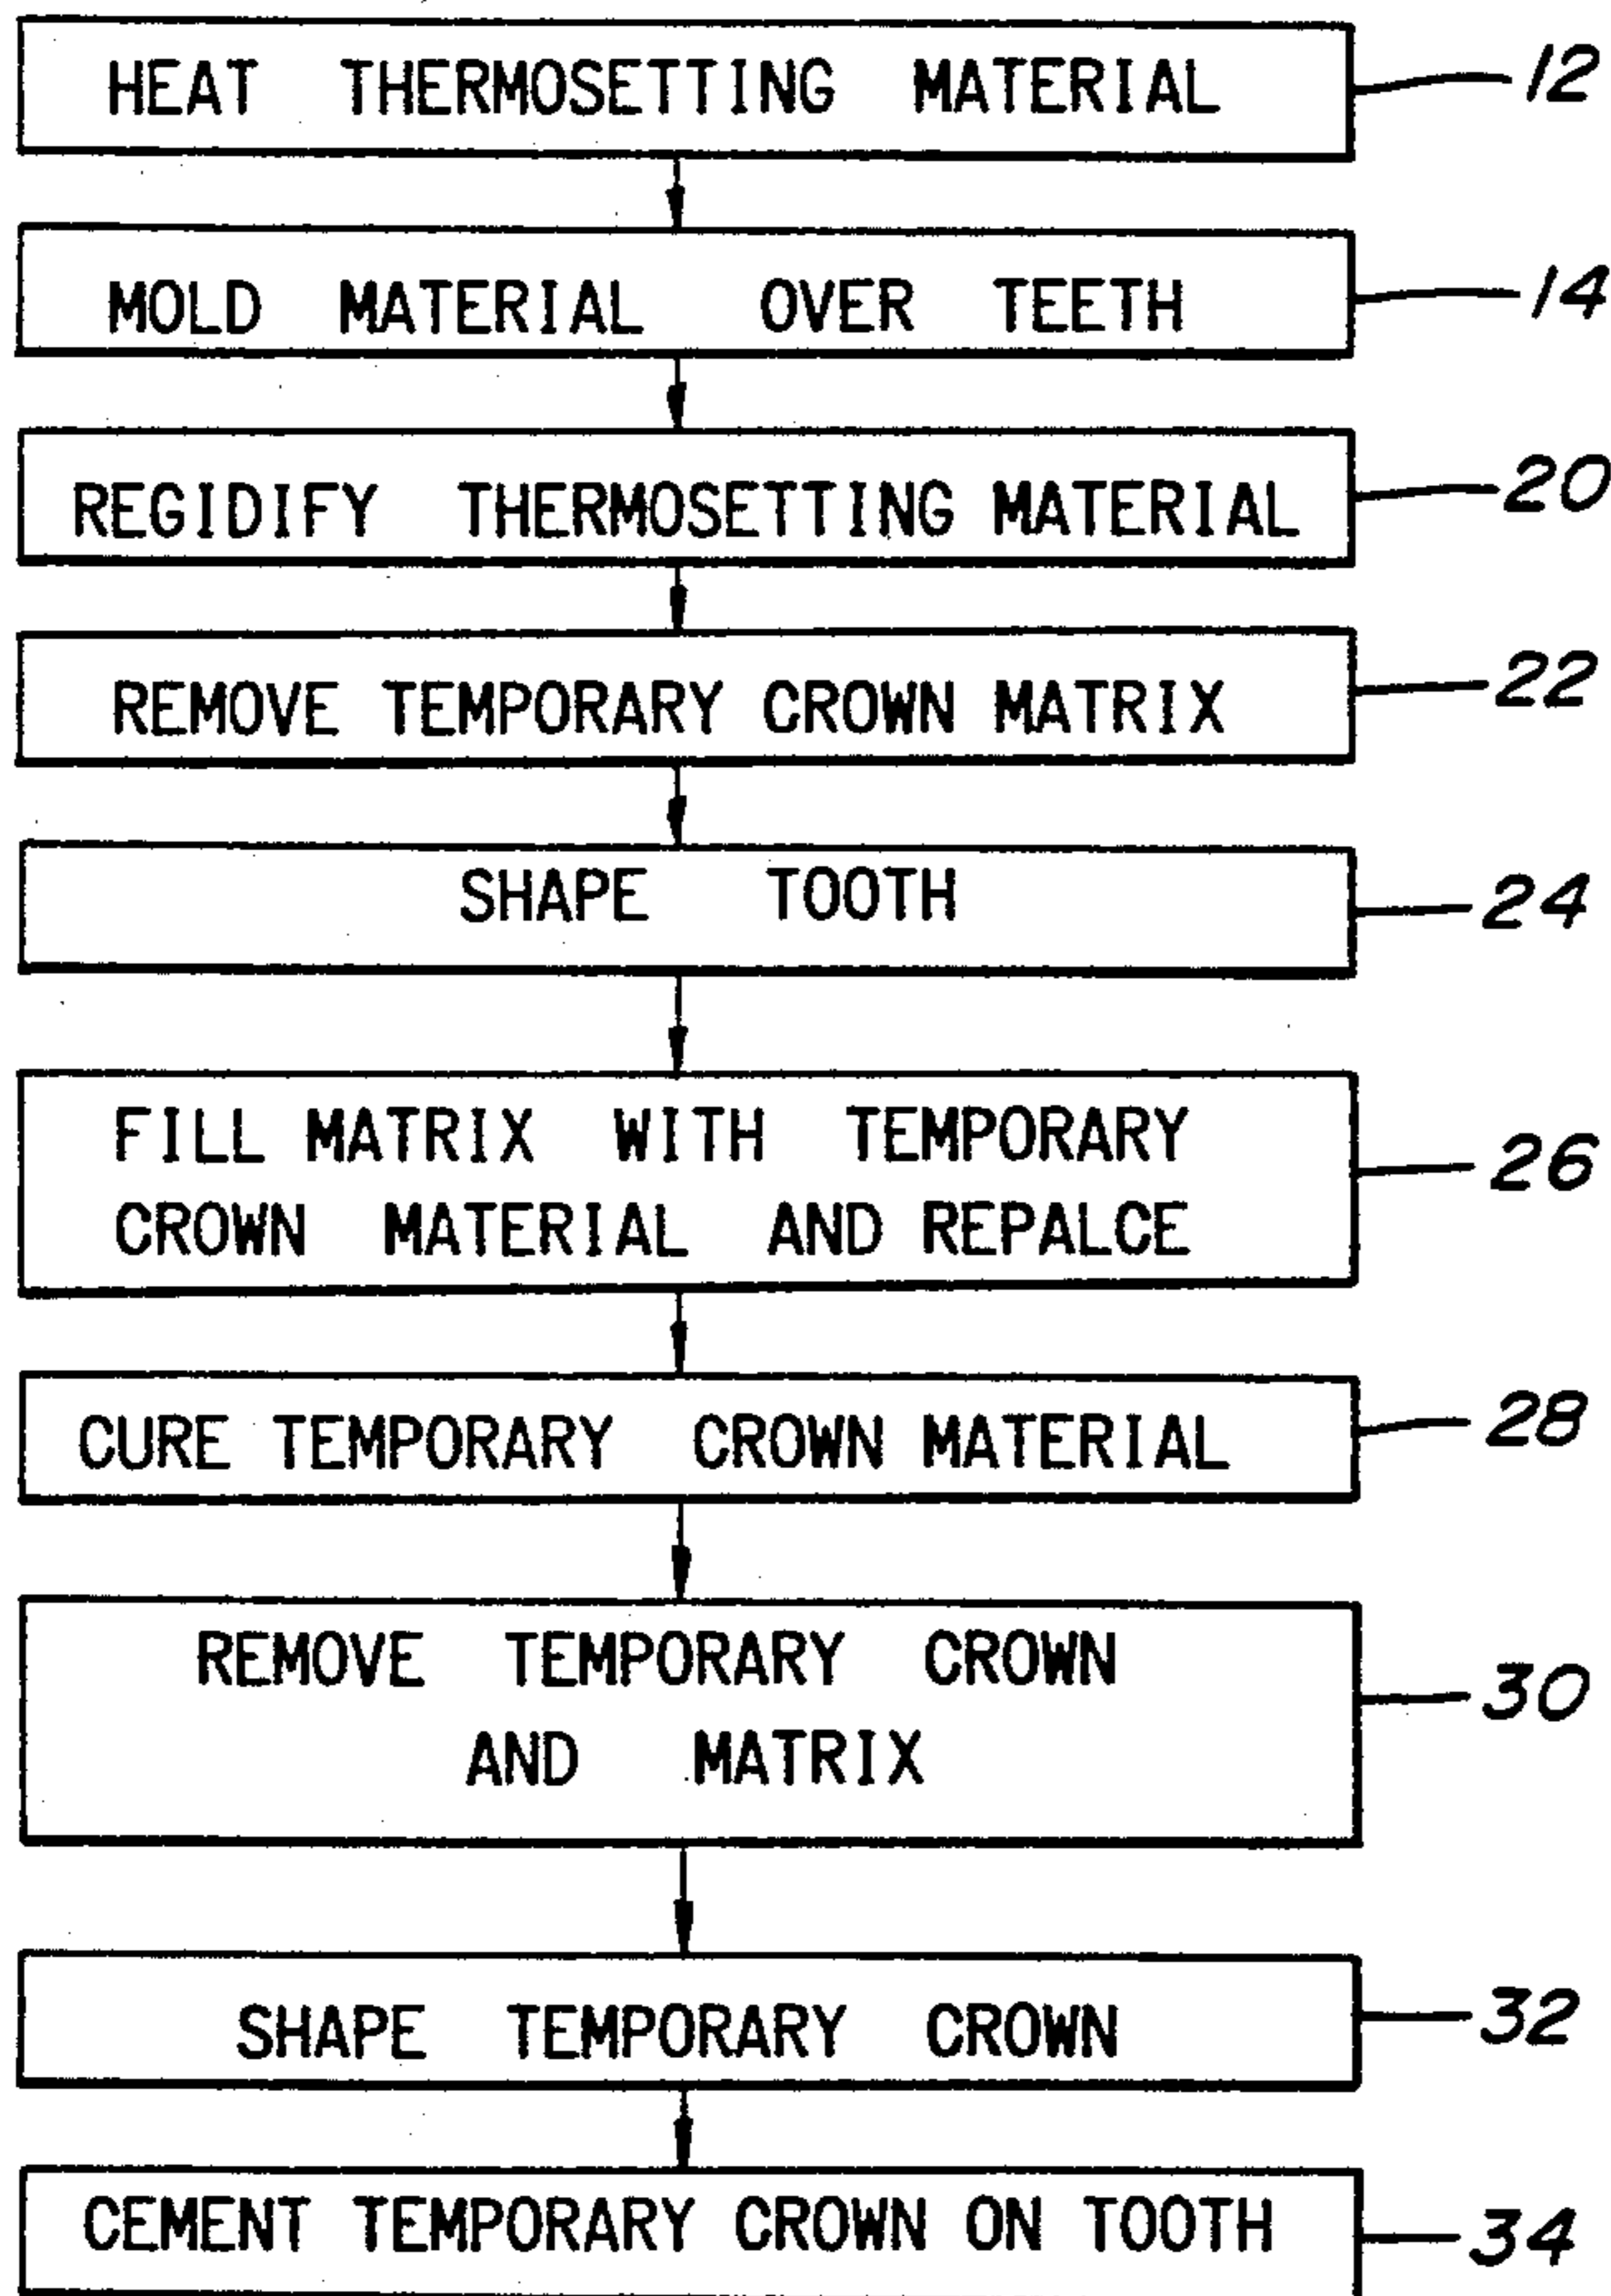 HEAT THERMOSETTING MATERIAL 12
MOLD MATERIAL OVER TEETH 14
REGIDIFY THERMOSETTING MATERIAL 20
REMOVE TEMPORARY CROWN MATRIX 22
SHAPE TOOTH 24
FILL MATRIX WITH TEMPORARY
CROWN MATERIAL AND REPALCE 26
CURE TEMPORARY CROWN MATERIAL 28
REMOVE TEMPORARY CROWN
AND MATRIX 30
SHAPE TEMPORARY CROWN 32
CEMENT TEMPORARY CROWN ON TOOTH 34